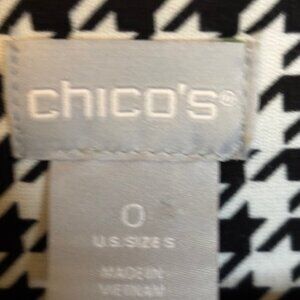 chico's®
0
U.S. SIZE S
MADE IN
VIETNAM